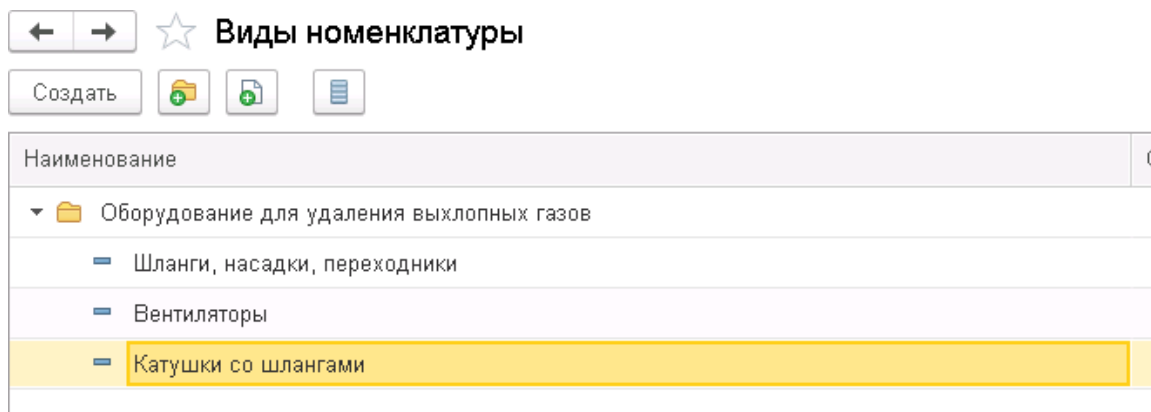 Виды номенклатуры
Создать
Наименование
Оборудование для удаления выхлопных газов
Шланги, насадки, переходники
Вентиляторы
Катушки со шлангами